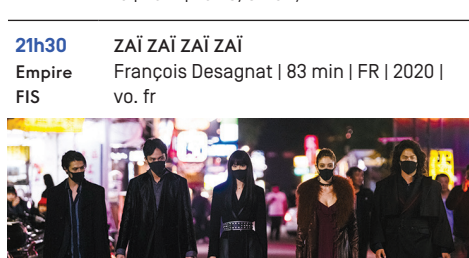 21h30 ZAÏ ZAÏ ZAÏ ZAÏ
Empire François Desagnat | 83 min | FR | 2020 |
FIS vo. fr